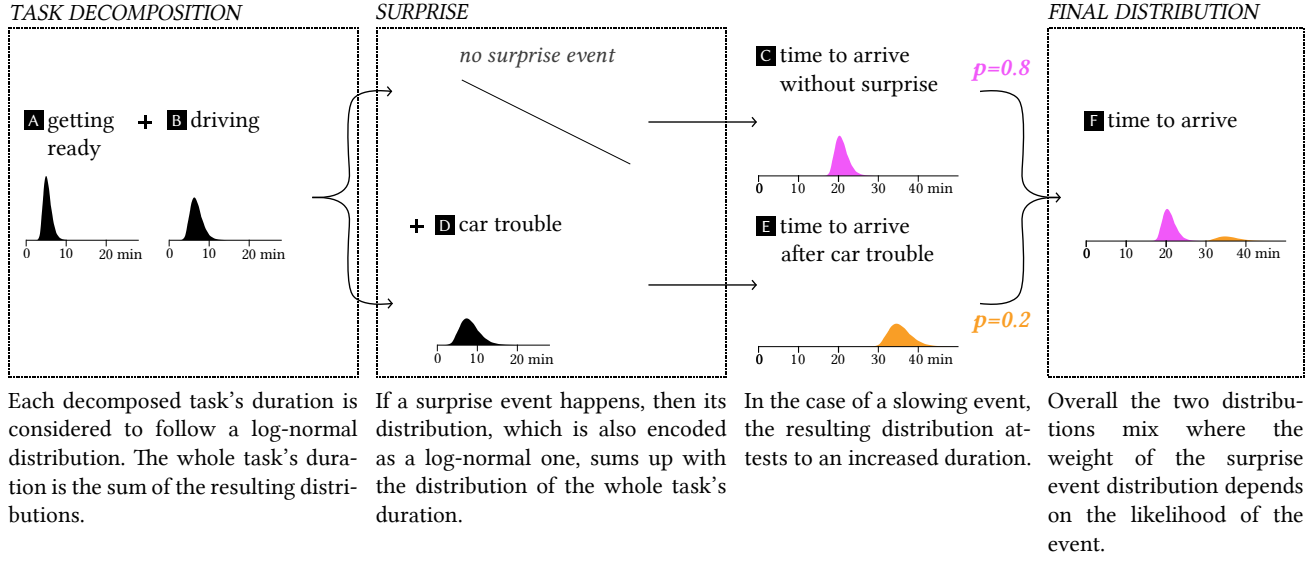 TASK DECOMPOSITION
A getting ready
+
B driving
0 10 20 min
0 10 20 min
Each decomposed task's duration is
considered to follow a log-normal
distribution. The whole task's dura-
tion is the sum of the resulting distri-
butions.
SURPRISE
no surprise event
+ D car trouble
0 10 20 min
If a surprise event happens, then its
distribution, which is also encoded
as a log-normal one, sums up with
the distribution of the whole task's
duration.
C time to arrive
without surprise
p=0.8
0 10 20 30 40 min
E time to arrive
after car trouble
p=0.2
0 10 20 30 40 min
In the case of a slowing event,
the resulting distribution at-
tests to an increased duration.
FINAL DISTRIBUTION
F time to arrive
0 10 20 30 40 min
Overall the two distribu-
tions mix where the
weight of the surprise
event distribution depends
on the likelihood of the
event.